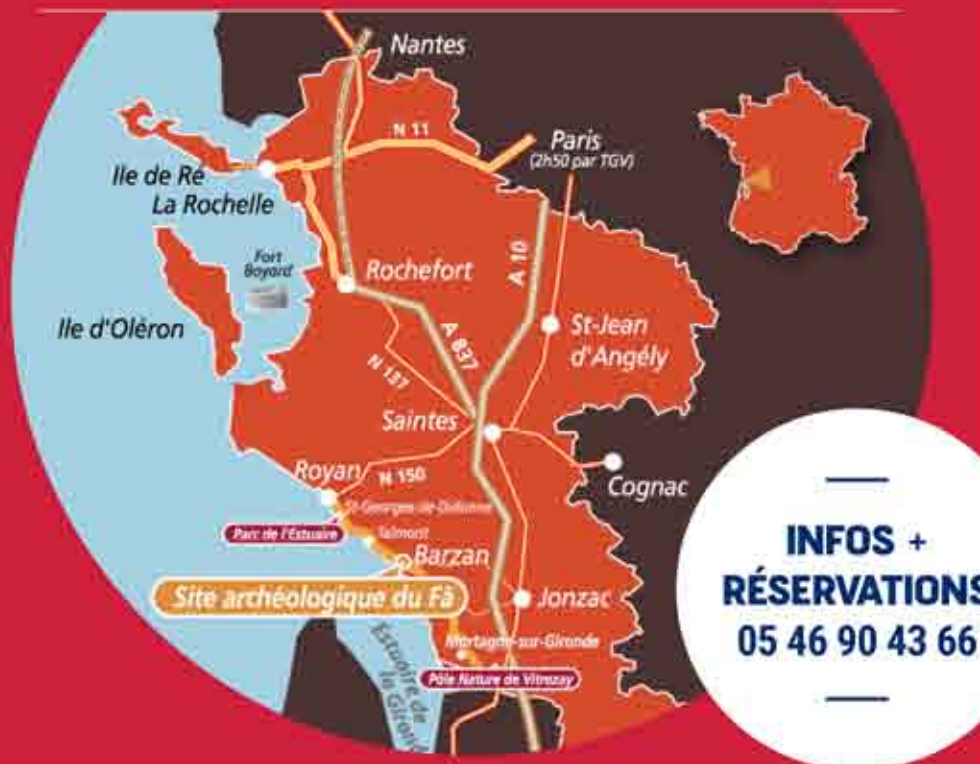 Nantes
N 11
Paris
(2h50 par TGV)
Ile de Ré
La Rochelle
Fort
Boyard
Rochefort
A 10
Ile d'Oléron
A 837
St-Jean
d'Angély
N 137
Saintes
Royan
N 150
Cognac
St-Georges-de-Didonne
Parc de l'Estuaire
Talmont
Barzan
Site archéologique du Fâ
Jonzac
Mortagne-sur-Gironde
Pôle Nature de Vitrezay
Estuaire de
la Gironde
INFOS +
RÉSERVATIONS
05 46 90 43 66